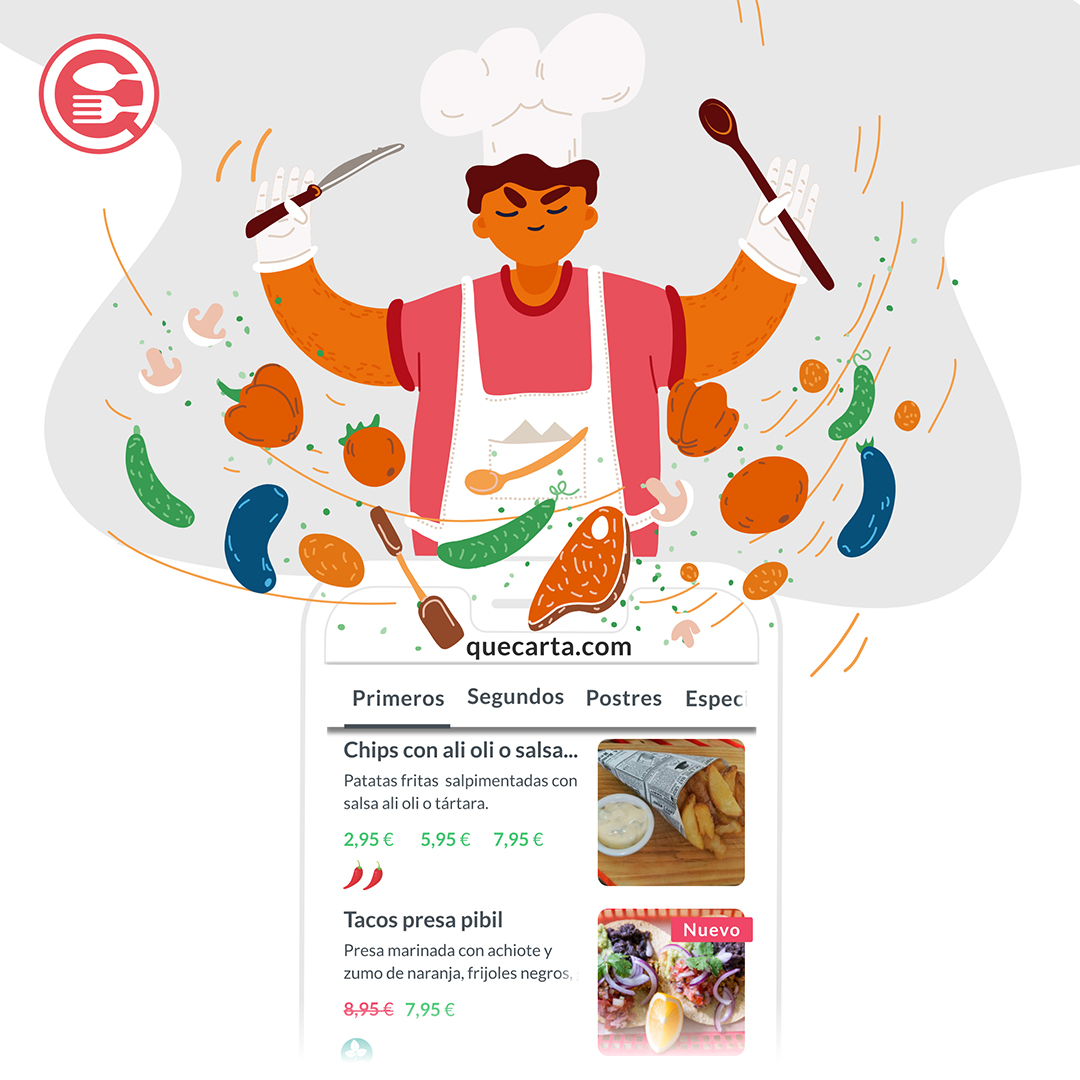 quecarta.com
Primeros Segundos Postres Especi
Chips con ali oli o salsa...
Patatas fritas salpimentadas con
salsa ali oli o tártara.
2,95 € 5,95 € 7,95 €
Nuevo
Tacos presa pibil
Presa marinada con achiote y
zumo de naranja, frijoles negros,
8,95 € 7,95 €